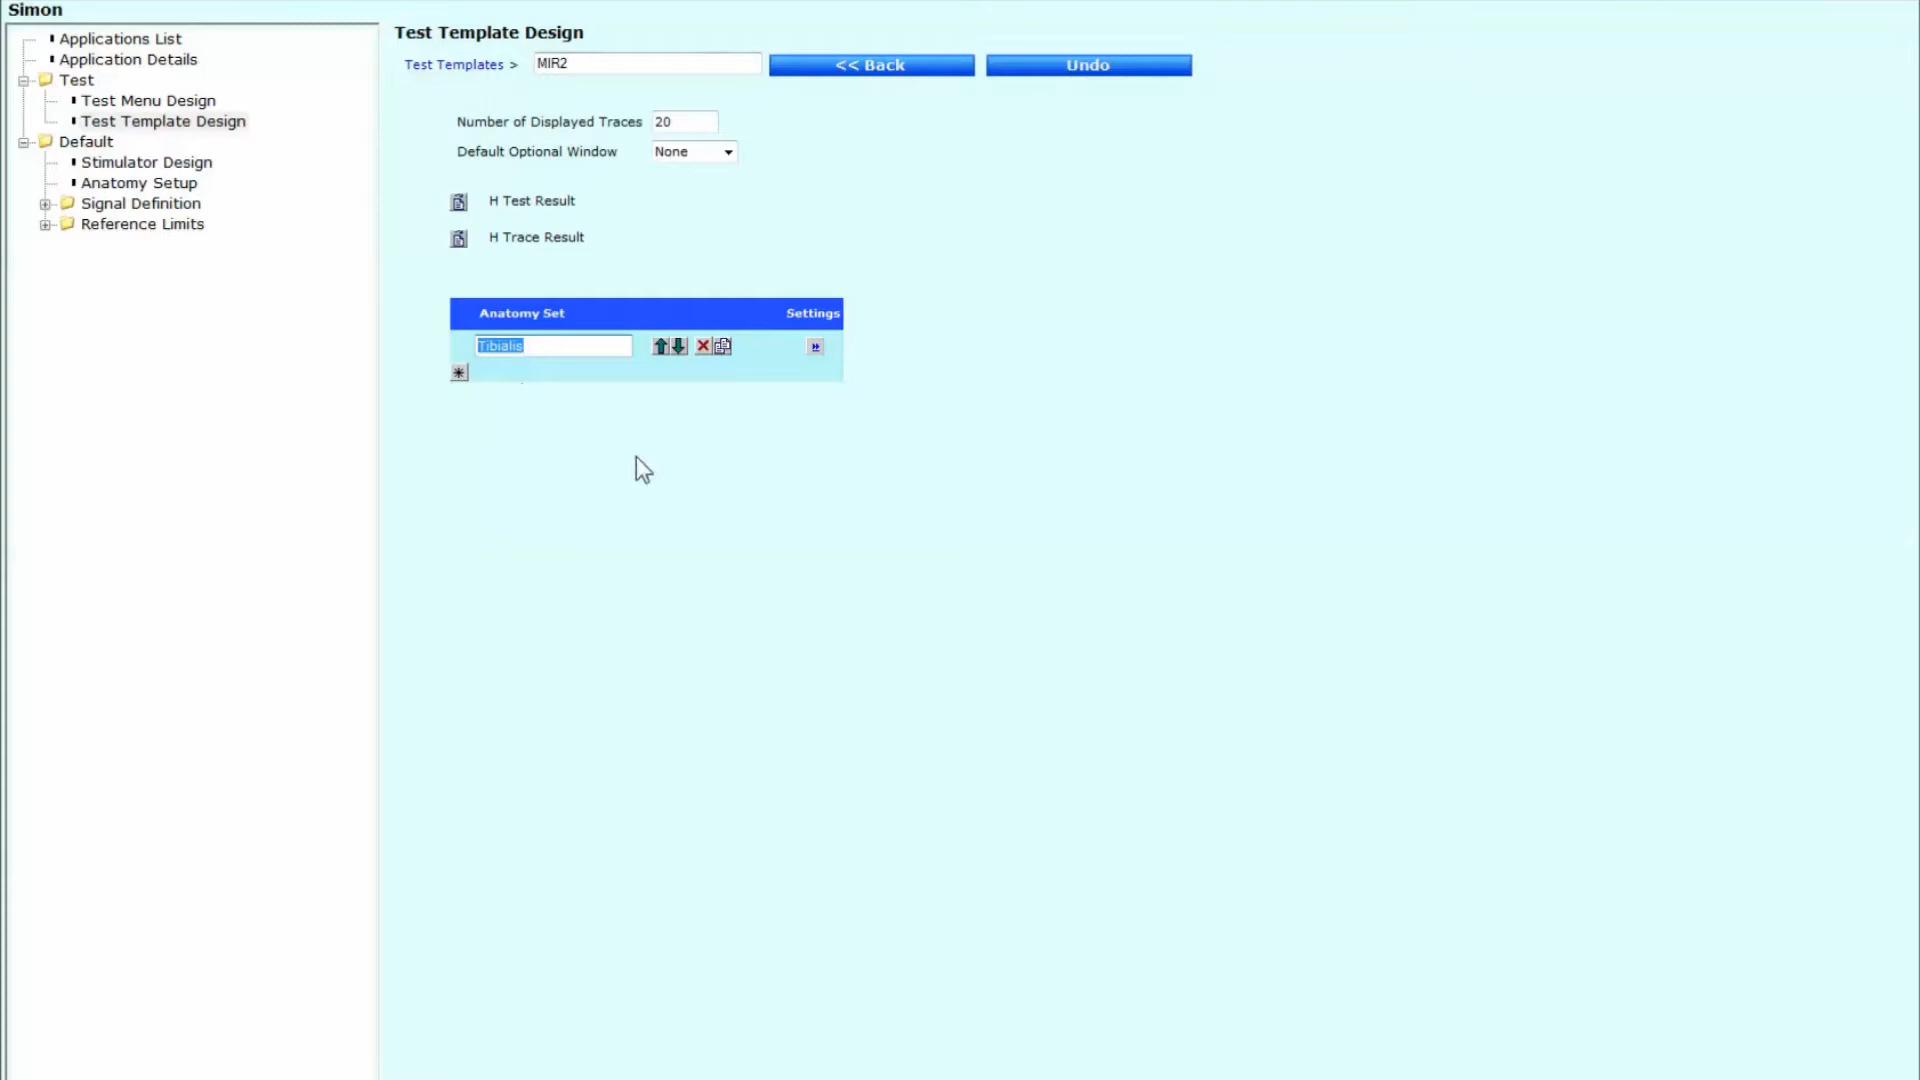 Simon
Applications List
Application Details
Test
Test Menu Design
Test Template Design
Default
Stimulator Design
Anatomy Setup
Signal Definition
Reference Limits
Test Template Design
Test Templates > MIR2 << Back Undo
Number of Displayed Traces 20
Default Optional Window None
H Test Result
H Trace Result
Anatomy Set Settings
Tibialis